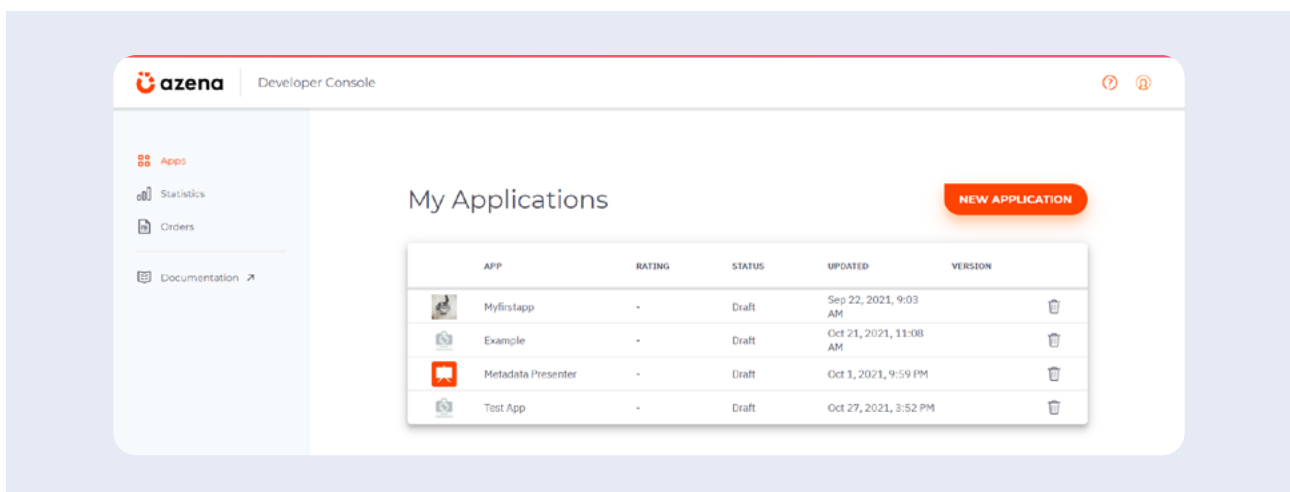 azena Developer Console
Apps
Statistics
Orders
Documentation
My Applications
NEW APPLICATION
APP RATING STATUS UPDATED VERSION
Myfirstapp - Draft Sep 22, 2021, 9:03
AM
Example - Draft Oct 21, 2021, 11:08
AM
Metadata Presenter - Draft Oct 1, 2021, 9:59 PM
Test App - Draft Oct 27, 2021, 3:52 PM